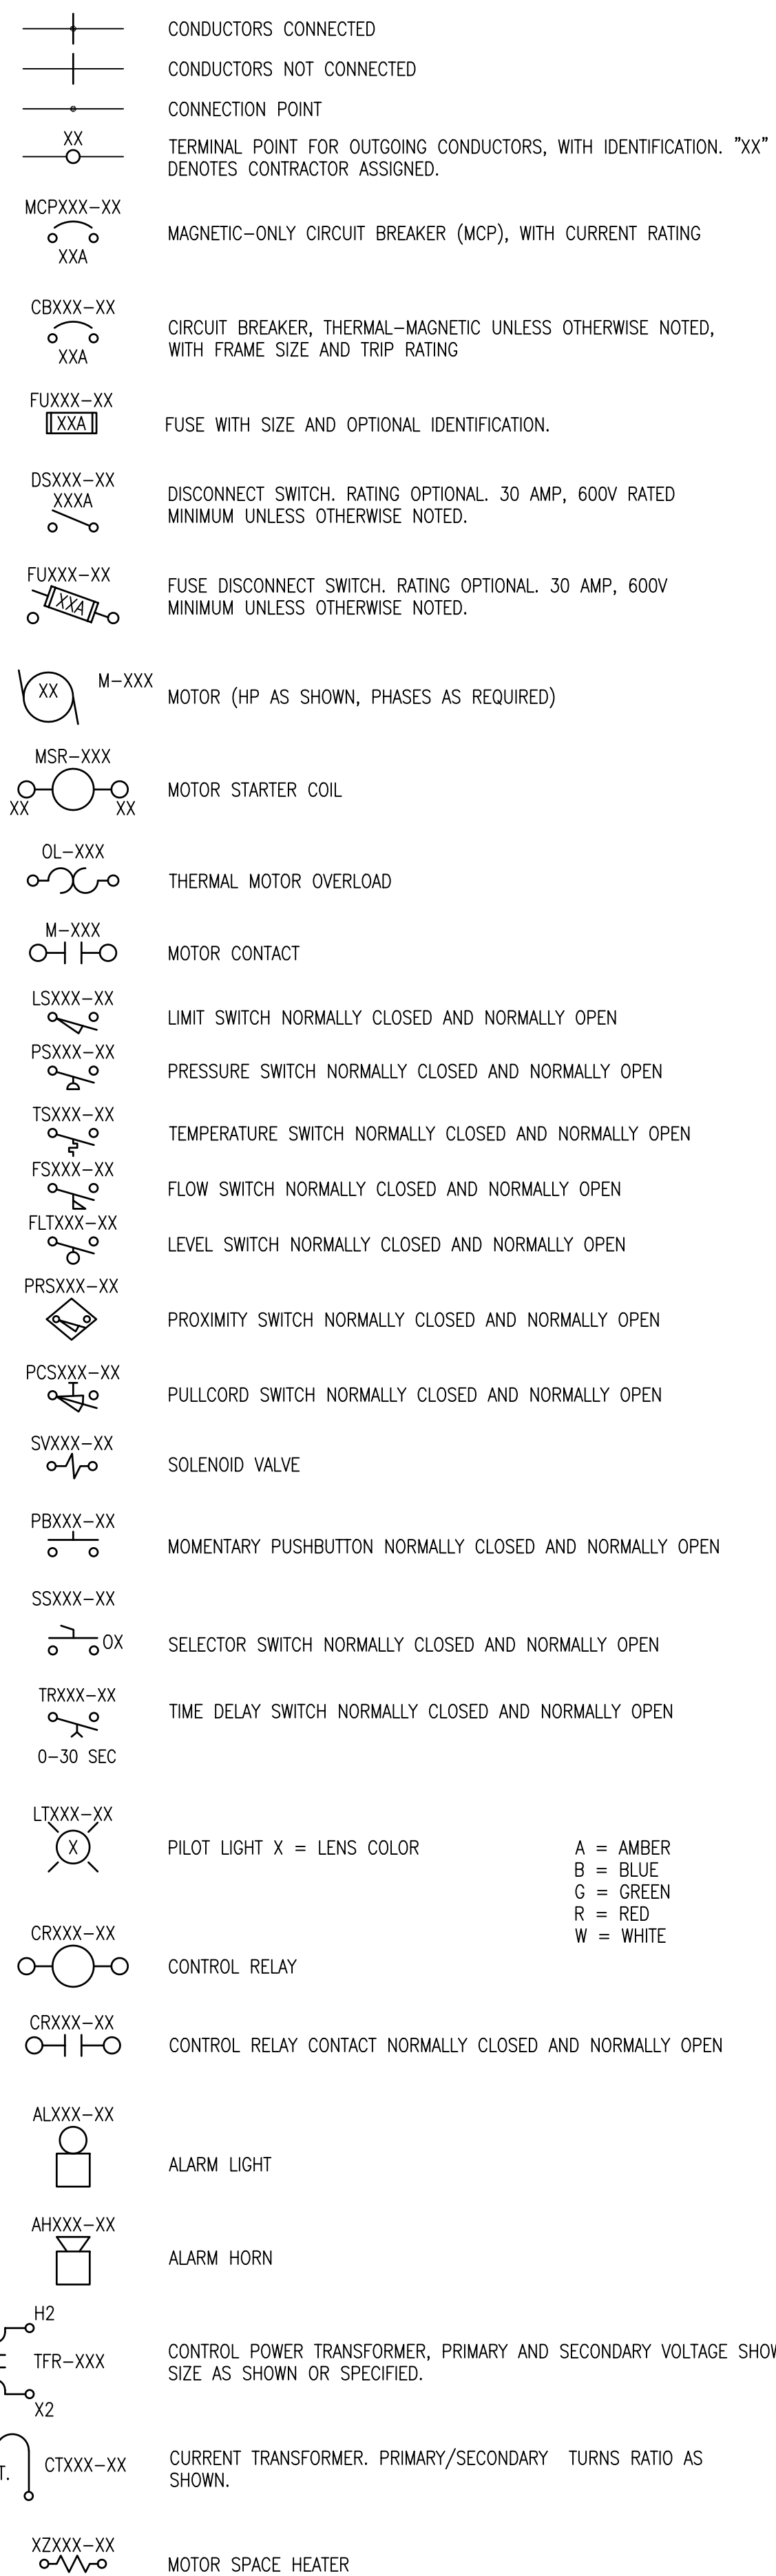 CONDUCTORS CONNECTED
CONDUCTORS NOT CONNECTED
CONNECTION POINT
XX
TERMINAL POINT FOR OUTGOING CONDUCTORS, WITH IDENTIFICATION. "XX"
DENOTES CONTRACTOR ASSIGNED.
MCPXXX-XX
XXA
MAGNETIC-ONLY CIRCUIT BREAKER (MCP), WITH CURRENT RATING
CBXXX-XX
XXA
CIRCUIT BREAKER, THERMAL-MAGNETIC UNLESS OTHERWISE NOTED,
WITH FRAME SIZE AND TRIP RATING
FUXXX-XX
XXA
FUSE WITH SIZE AND OPTIONAL IDENTIFICATION.
DSXXX-XX
XXXA
DISCONNECT SWITCH. RATING OPTIONAL. 30 AMP, 600V RATED
MINIMUM UNLESS OTHERWISE NOTED.
FUXXX-XX
XXA
FUSE DISCONNECT SWITCH. RATING OPTIONAL. 30 AMP, 600V
MINIMUM UNLESS OTHERWISE NOTED.
XX M-XXX
MOTOR (HP AS SHOWN, PHASES AS REQUIRED)
MSR-XXX
XX XX
MOTOR STARTER COIL
OL-XXX
THERMAL MOTOR OVERLOAD
M-XXX
MOTOR CONTACT
LSXXX-XX
LIMIT SWITCH NORMALLY CLOSED AND NORMALLY OPEN
PSXXX-XX
PRESSURE SWITCH NORMALLY CLOSED AND NORMALLY OPEN
TSXXX-XX
TEMPERATURE SWITCH NORMALLY CLOSED AND NORMALLY OPEN
FSXXX-XX
FLOW SWITCH NORMALLY CLOSED AND NORMALLY OPEN
FLTXXX-XX
LEVEL SWITCH NORMALLY CLOSED AND NORMALLY OPEN
PRSXXX-XX
PROXIMITY SWITCH NORMALLY CLOSED AND NORMALLY OPEN
PCSXXX-XX
PULLCORD SWITCH NORMALLY CLOSED AND NORMALLY OPEN
SVXXX-XX
SOLENOID VALVE
PBXXX-XX
MOMENTARY PUSHBUTTON NORMALLY CLOSED AND NORMALLY OPEN
SSXXX-XX
OX
SELECTOR SWITCH NORMALLY CLOSED AND NORMALLY OPEN
TRXXX-XX
0-30 SEC
TIME DELAY SWITCH NORMALLY CLOSED AND NORMALLY OPEN
LTXXX-XX
X
PILOT LIGHT X = LENS COLOR
A = AMBER
B = BLUE
G = GREEN
R = RED
W = WHITE
CRXXX-XX
CONTROL RELAY
CRXXX-XX
CONTROL RELAY CONTACT NORMALLY CLOSED AND NORMALLY OPEN
ALXXX-XX
ALARM LIGHT
AHXXX-XX
ALARM HORN
H2
TFR-XXX
X2
CONTROL POWER TRANSFORMER, PRIMARY AND SECONDARY VOLTAGE
SIZE AS SHOWN OR SPECIFIED.
CTXXX-XX
CURRENT TRANSFORMER. PRIMARY/SECONDARY TURNS RATIO AS
SHOWN.
XZXXX-XX
MOTOR SPACE HEATER